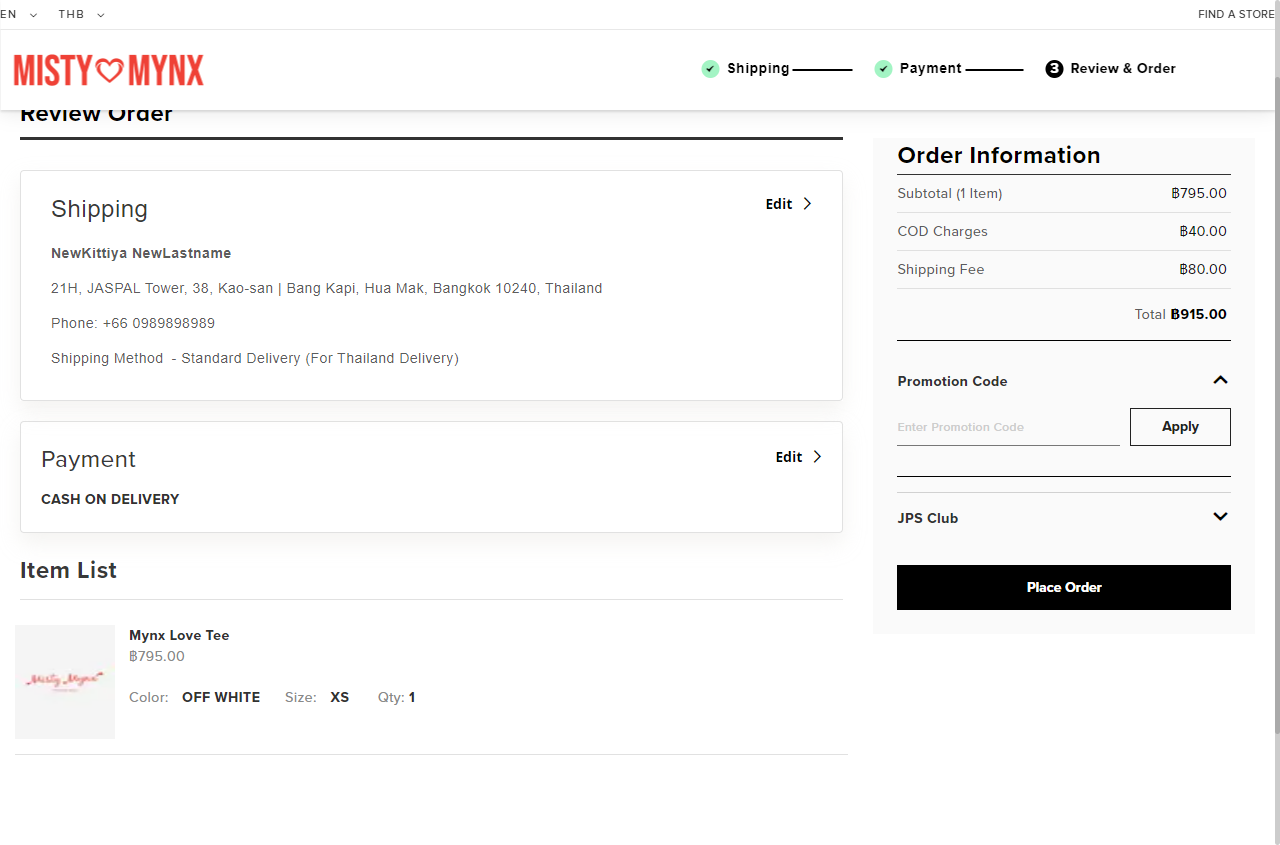 EN THB FIND A STORE
MISTY MYNX
Shipping Payment 3 Review & Order
Review Order
Shipping Edit
NewKittiya NewLastname
21H, JASPAL Tower, 38, Kao-san | Bang Kapi, Hua Mak, Bangkok 10240, Thailand
Phone: +66 0989898989
Shipping Method - Standard Delivery (For Thailand Delivery)
Payment Edit
CASH ON DELIVERY
Item List
Misty Mynx
Mynx Love Tee
฿795.00
Color: OFF WHITE Size: XS Qty: 1
Order Information
Subtotal (1 Item) ฿795.00
COD Charges ฿40.00
Shipping Fee ฿80.00
Total ฿915.00
Promotion Code
Enter Promotion Code Apply
JPS Club
Place Order